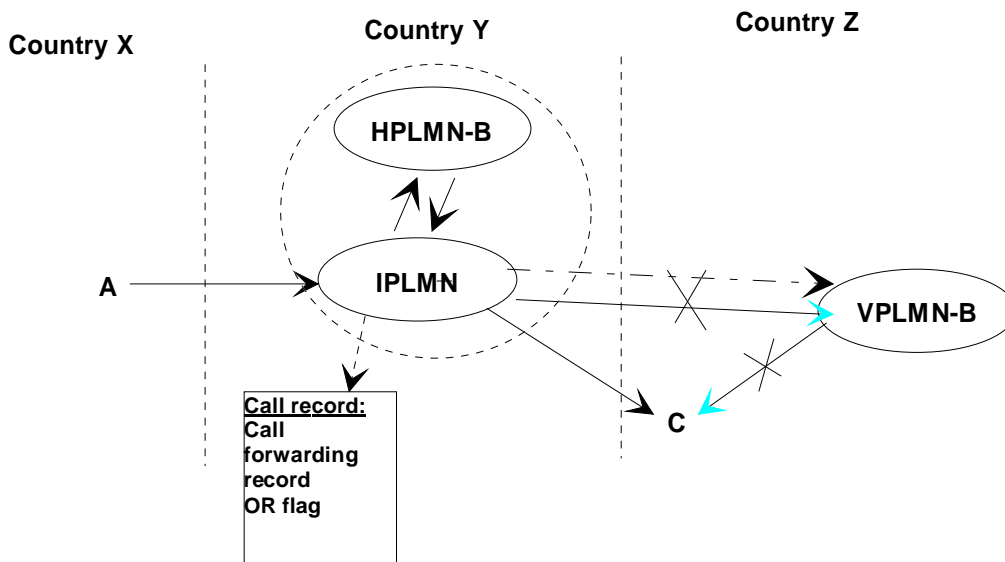 Country X
Country Y
Country Z
HPLMN-B
IPLMN
A
VPLMN-B
C
Call record:
Call
forwarding
record
OR flag